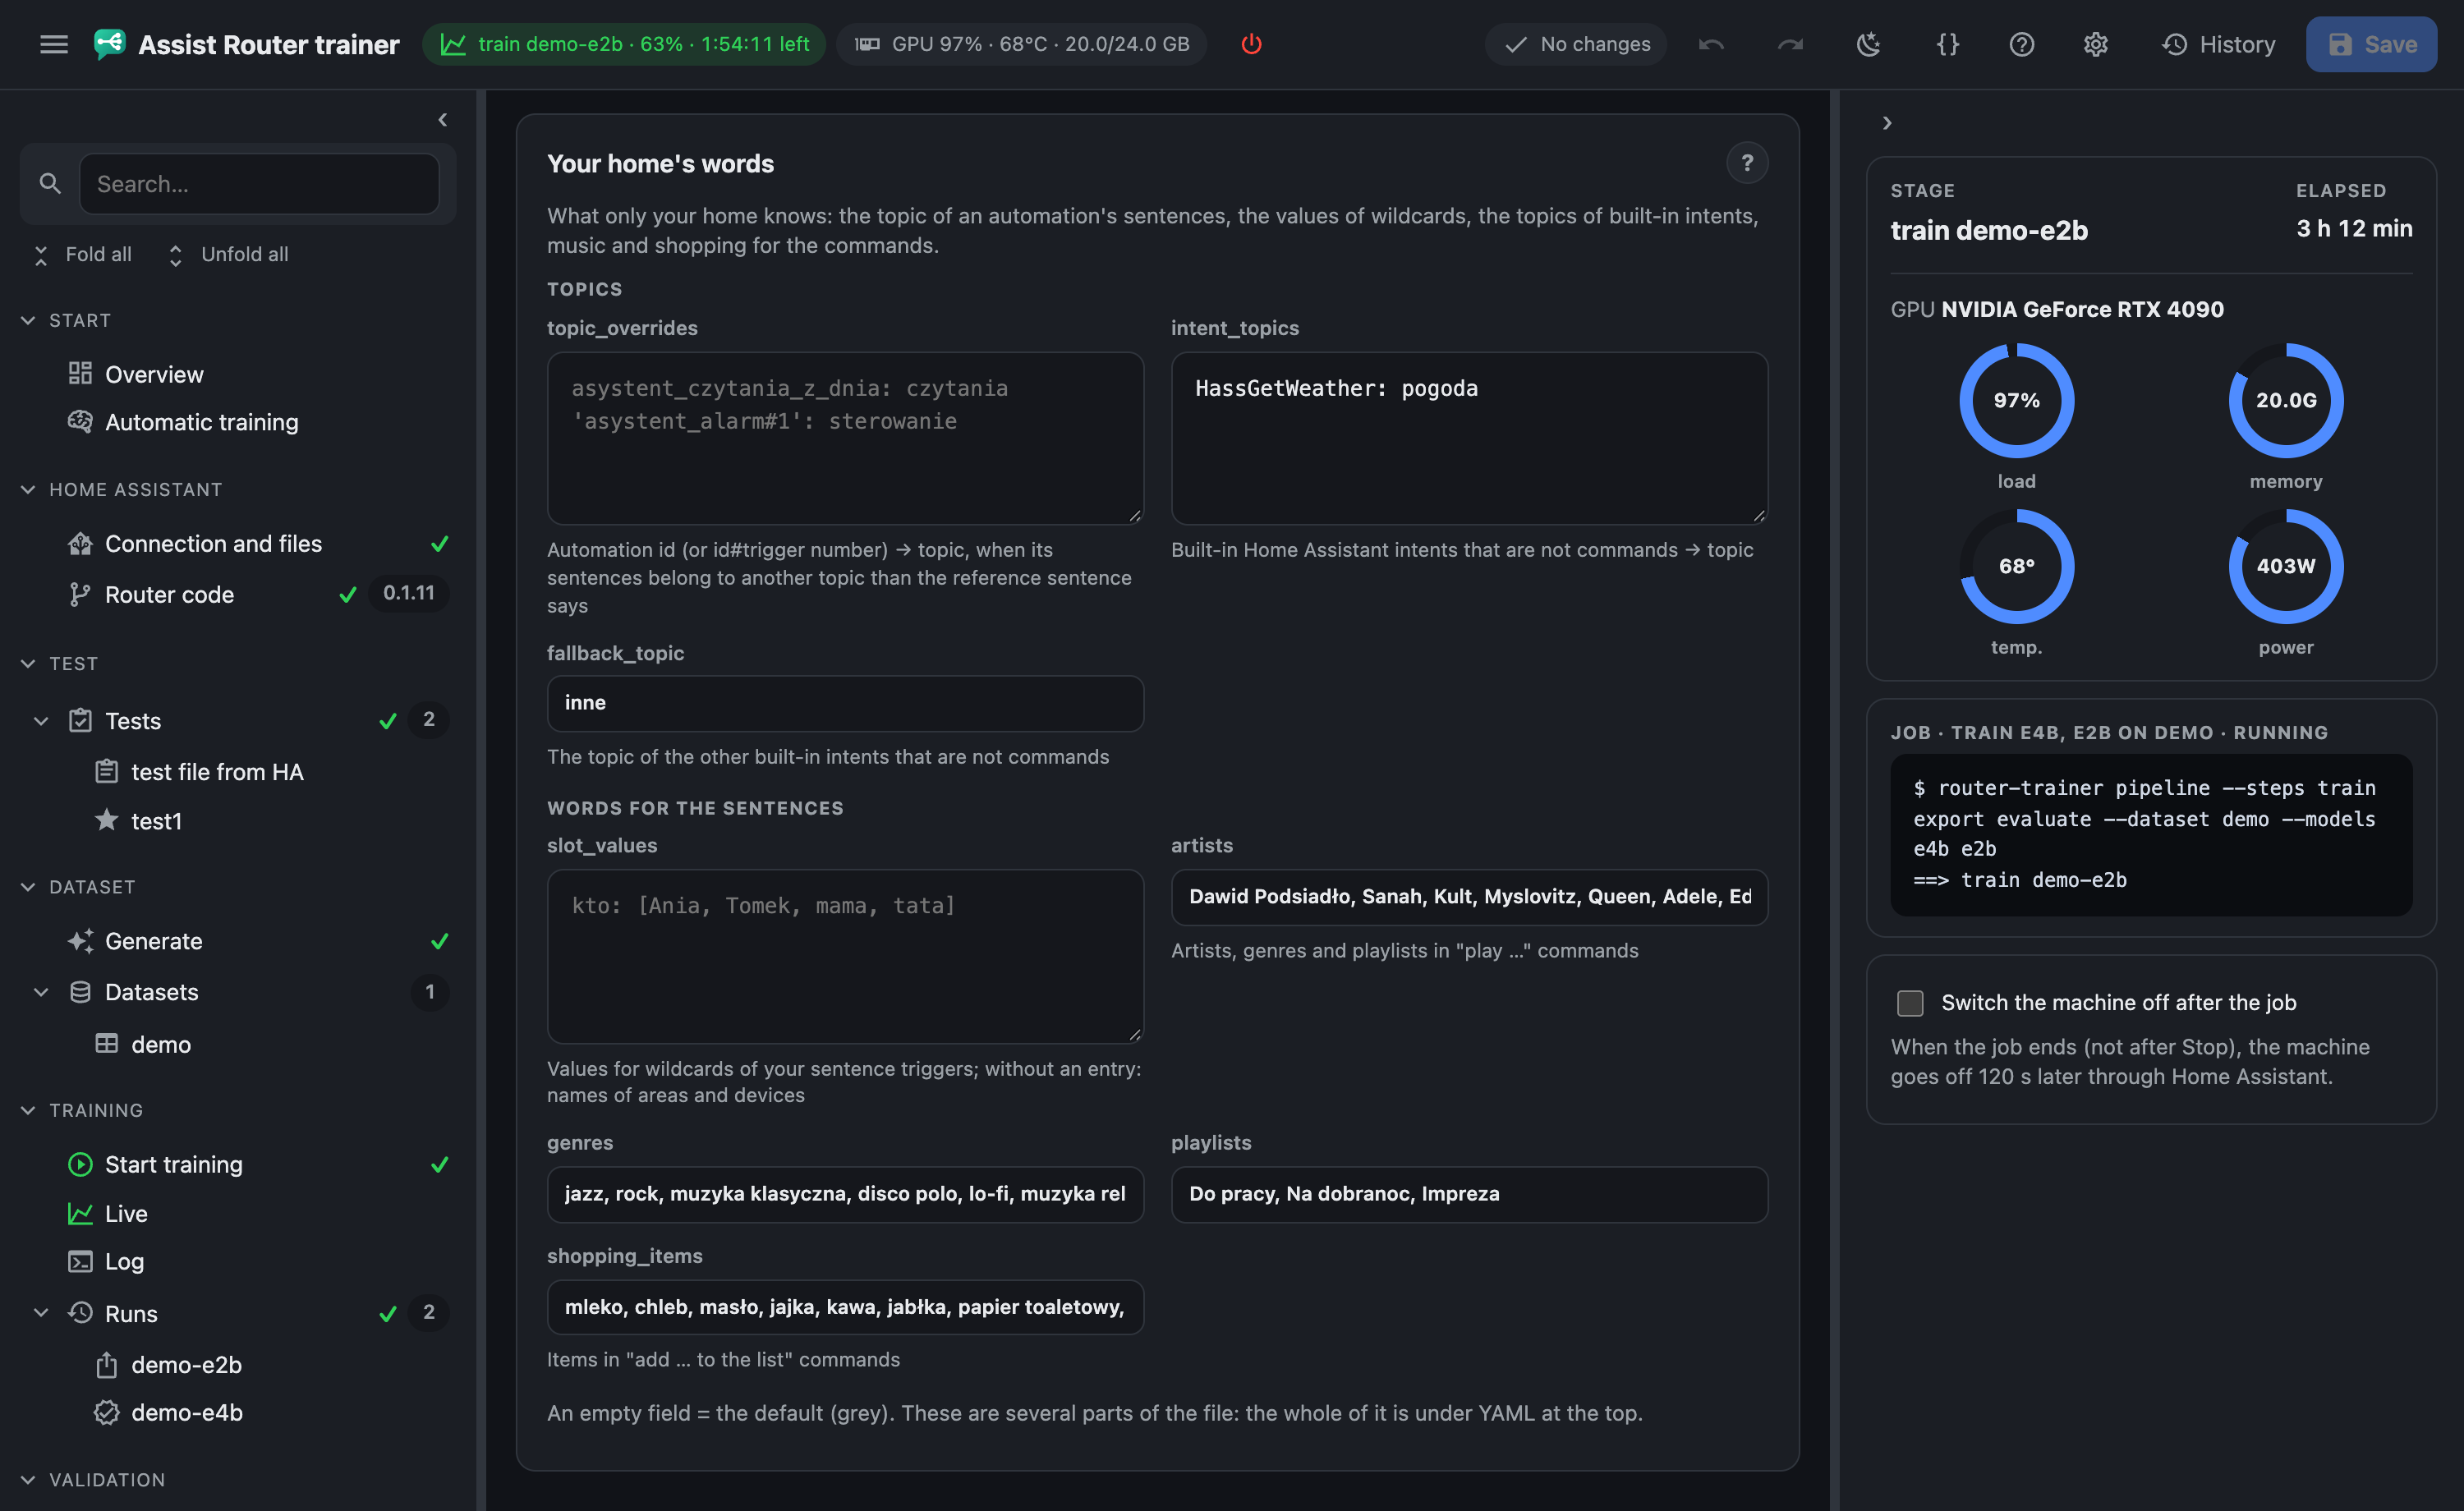 Assist Router trainer
train demo-e2b · 63% · 1:54:11 left
GPU 97% · 68°C · 20.0/24.0 GB
No changes
History
Save
Search...
Fold all
Unfold all
START
Overview
Automatic training
HOME ASSISTANT
Connection and files
Router code
0.1.11
TEST
Tests
2
test file from HA
test1
DATASET
Generate
Datasets
1
demo
TRAINING
Start training
Live
Log
Runs
2
demo-e2b
demo-e4b
VALIDATION
Your home's words
?
What only your home knows: the topic of an automation's sentences, the values of wildcards, the topics of built-in intents,
music and shopping for the commands.
TOPICS
topic_overrides
asystent_czytania_z_dnia: czytania
'asystent_alarm#1': sterowanie
Automation id (or id#trigger number) → topic, when its
sentences belong to another topic than the reference sentence
says
intent_topics
HassGetWeather: pogoda
Built-in Home Assistant intents that are not commands → topic
fallback_topic
inne
The topic of the other built-in intents that are not commands
WORDS FOR THE SENTENCES
slot_values
kto: [Ania, Tomek, mama, tata]
Values for wildcards of your sentence triggers; without an entry:
names of areas and devices
artists
Dawid Podsiadło, Sanah, Kult, Myslovitz, Queen, Adele, Ed
Artists, genres and playlists in "play ..." commands
genres
jazz, rock, muzyka klasyczna, disco polo, lo-fi, muzyka rel
playlists
Do pracy, Na dobranoc, Impreza
shopping_items
mleko, chleb, masło, jajka, kawa, jabłka, papier toaletowy,
Items in "add ... to the list" commands
An empty field = the default (grey). These are several parts of the file: the whole of it is under YAML at the top.
STAGE
train demo-e2b
ELAPSED
3 h 12 min
GPU NVIDIA GeForce RTX 4090
97%
load
20.0G
memory
68°
temp.
403W
power
JOB · TRAIN E4B, E2B ON DEMO · RUNNING
$ router-trainer pipeline --steps train
export evaluate --dataset demo --models
e4b e2b
==> train demo-e2b
Switch the machine off after the job
When the job ends (not after Stop), the machine
goes off 120 s later through Home Assistant.